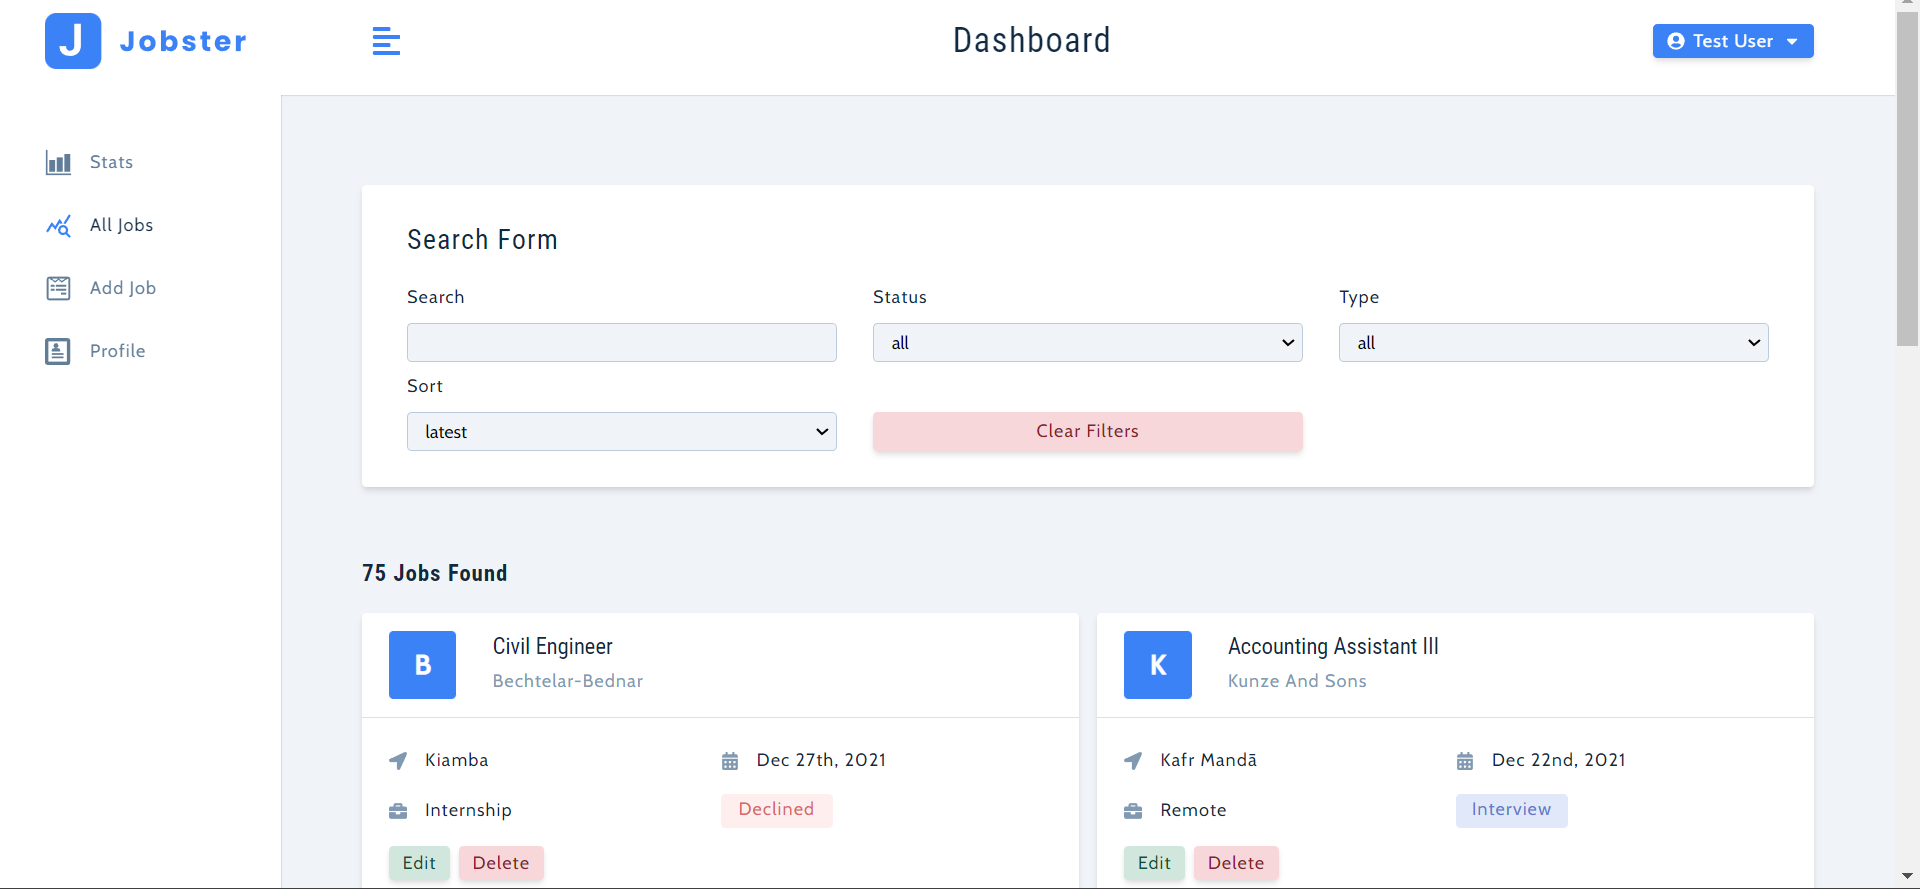 J Jobster
Dashboard
Test User
Stats
All Jobs
Add Job
Profile
Search Form
Search
Status
Type
all
all
Sort
latest
Clear Filters
75 Jobs Found
B
Civil Engineer
Bechtelar-Bednar
Kiamba
Dec 27th, 2021
Internship
Declined
Edit
Delete
K
Accounting Assistant III
Kunze And Sons
Kafr Mandā
Dec 22nd, 2021
Remote
Interview
Edit
Delete